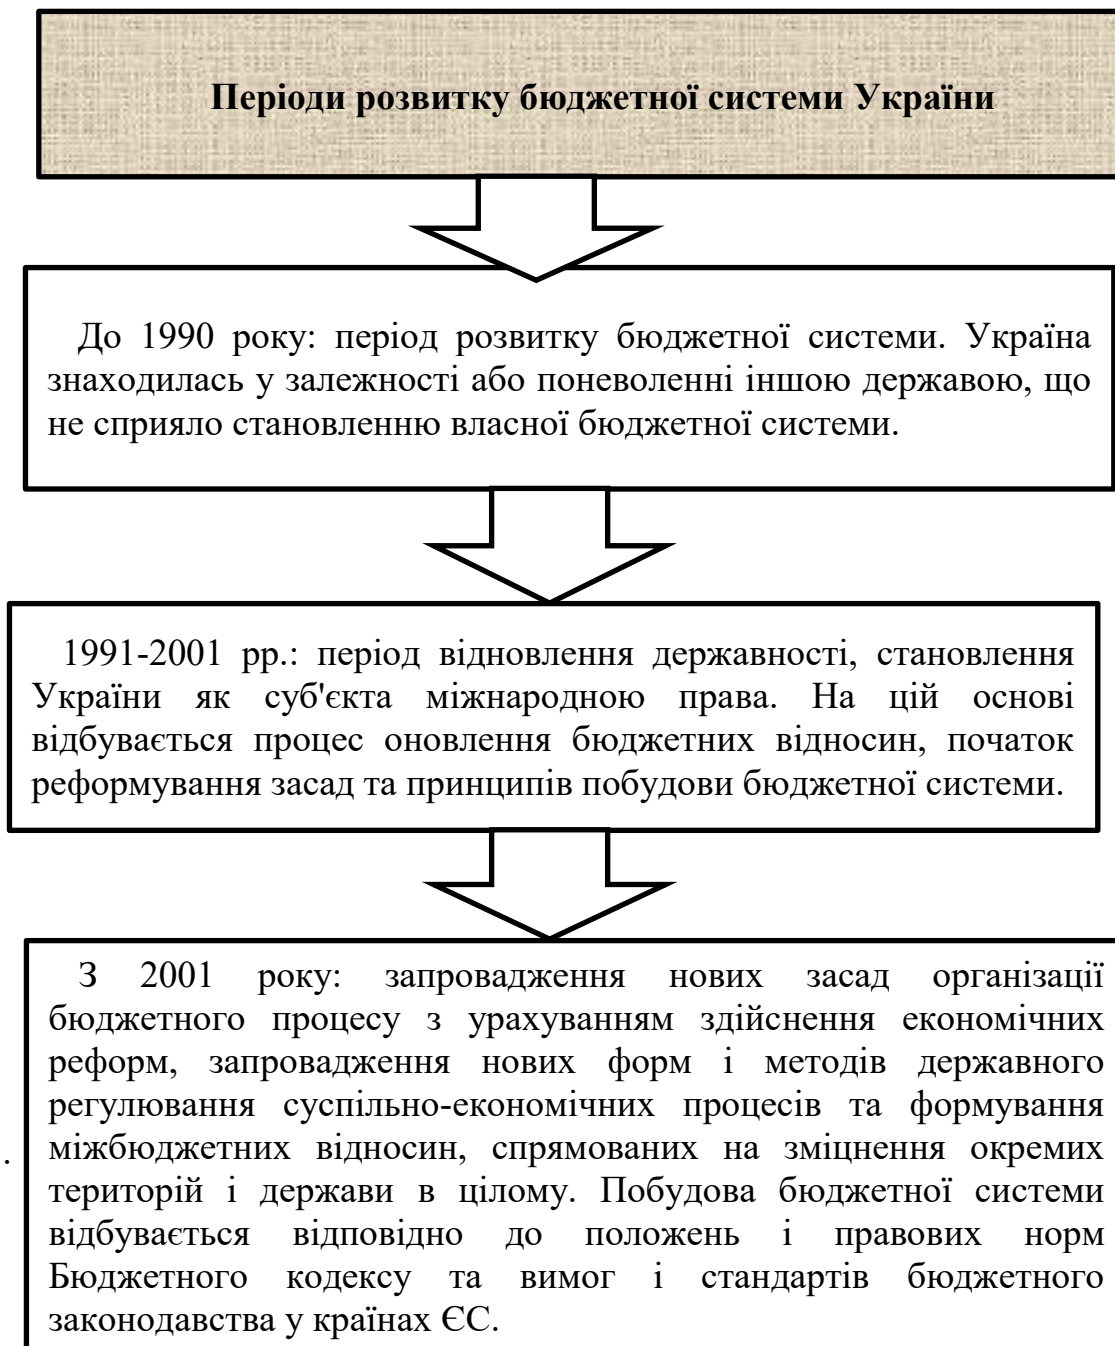 Періоди розвитку бюджетної системи України
До 1990 року: період розвитку бюджетної системи. Україна
знаходилась у залежності або поневоленні іншою державою, що
не сприяло становленню власної бюджетної системи.
1991-2001 рр.: період відновлення державності, становлення
України як суб'єкта міжнародною права. На цій основі
відбувається процес оновлення бюджетних відносин, початок
реформування засад та принципів побудови бюджетної системи.
З 2001 року: запровадження нових засад організації
бюджетного процесу з урахуванням здійснення економічних
реформ, запровадження нових форм і методів державного
регулювання суспільно-економічних процесів та формування
. міжбюджетних відносин, спрямованих на зміцнення окремих
територій і держави в цілому. Побудова бюджетної системи
відбувається відповідно до положень і правових норм
Бюджетного кодексу та вимог і стандартів бюджетного
законодавства у країнах ЄС.